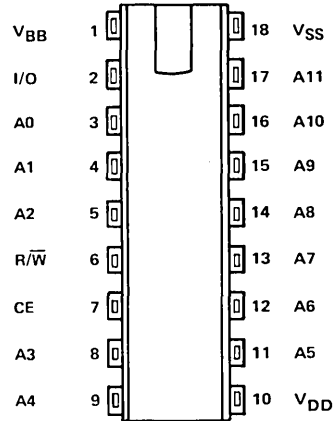 VBB 1 18 VSS
I/O 2 17 A11
A0 3 16 A10
A1 4 15 A9
A2 5 14 A8
R/W̅ 6 13 A7
CE 7 12 A6
A3 8 11 A5
A4 9 10 VDD